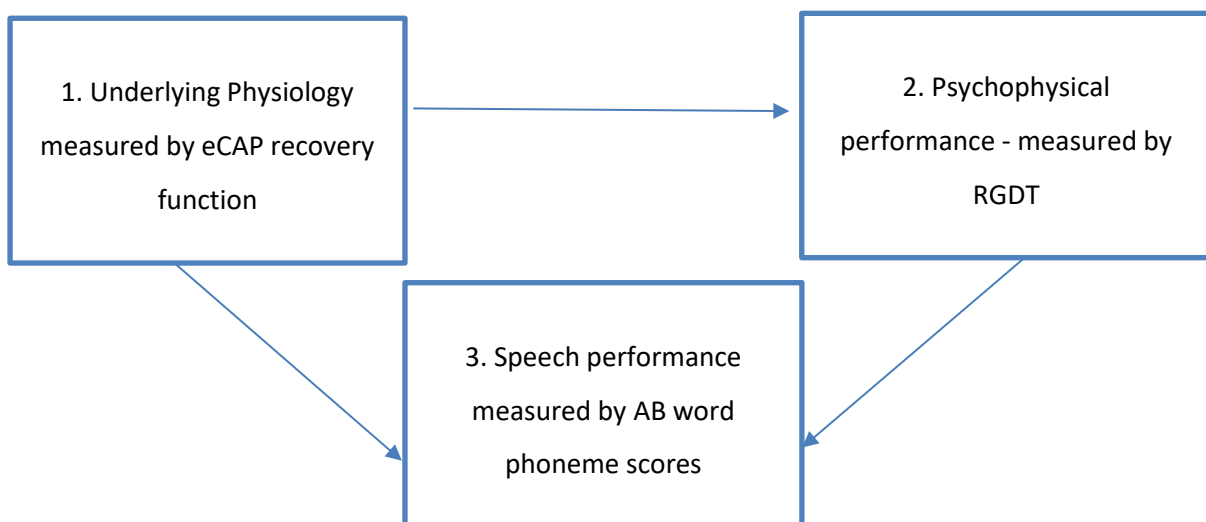 1. Underlying Physiology
measured by eCAP recovery
function
2. Psychophysical
performance - measured by
RGDT
3. Speech performance
measured by AB word
phoneme scores